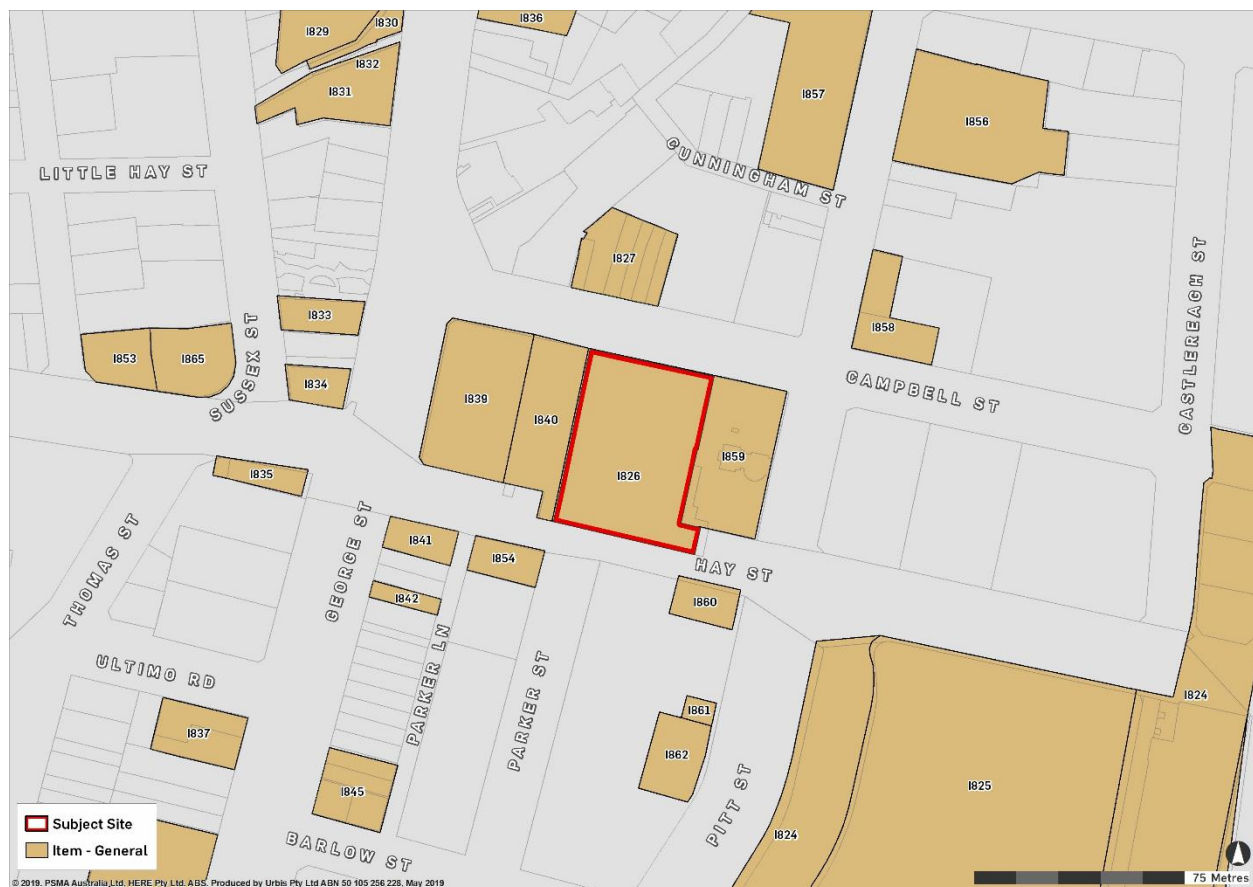 I829
I830
I836
I832
I831
I857
I856
LITTLE HAY ST
CUNNINGHAM ST
I827
CASTLEREAGH ST
I833
I858
I853
I865
SUSSEX ST
I834
CAMPBELL ST
I839
I840
I859
I826
I835
THOMAS ST
GEORGE ST
I841
I854
HAY ST
I842
I860
ULTIMO RD
PARKER LN
PARKER ST
I824
I861
I837
I862
I825
I845
PITT ST
I824
BARLOW ST
Subject Site
Item - General
75 Metres
© 2019. PSMA Australia Ltd, HERE Pty Ltd. ABS. Produced by Urbis Pty Ltd ABN 50 105 256 228, May 2019